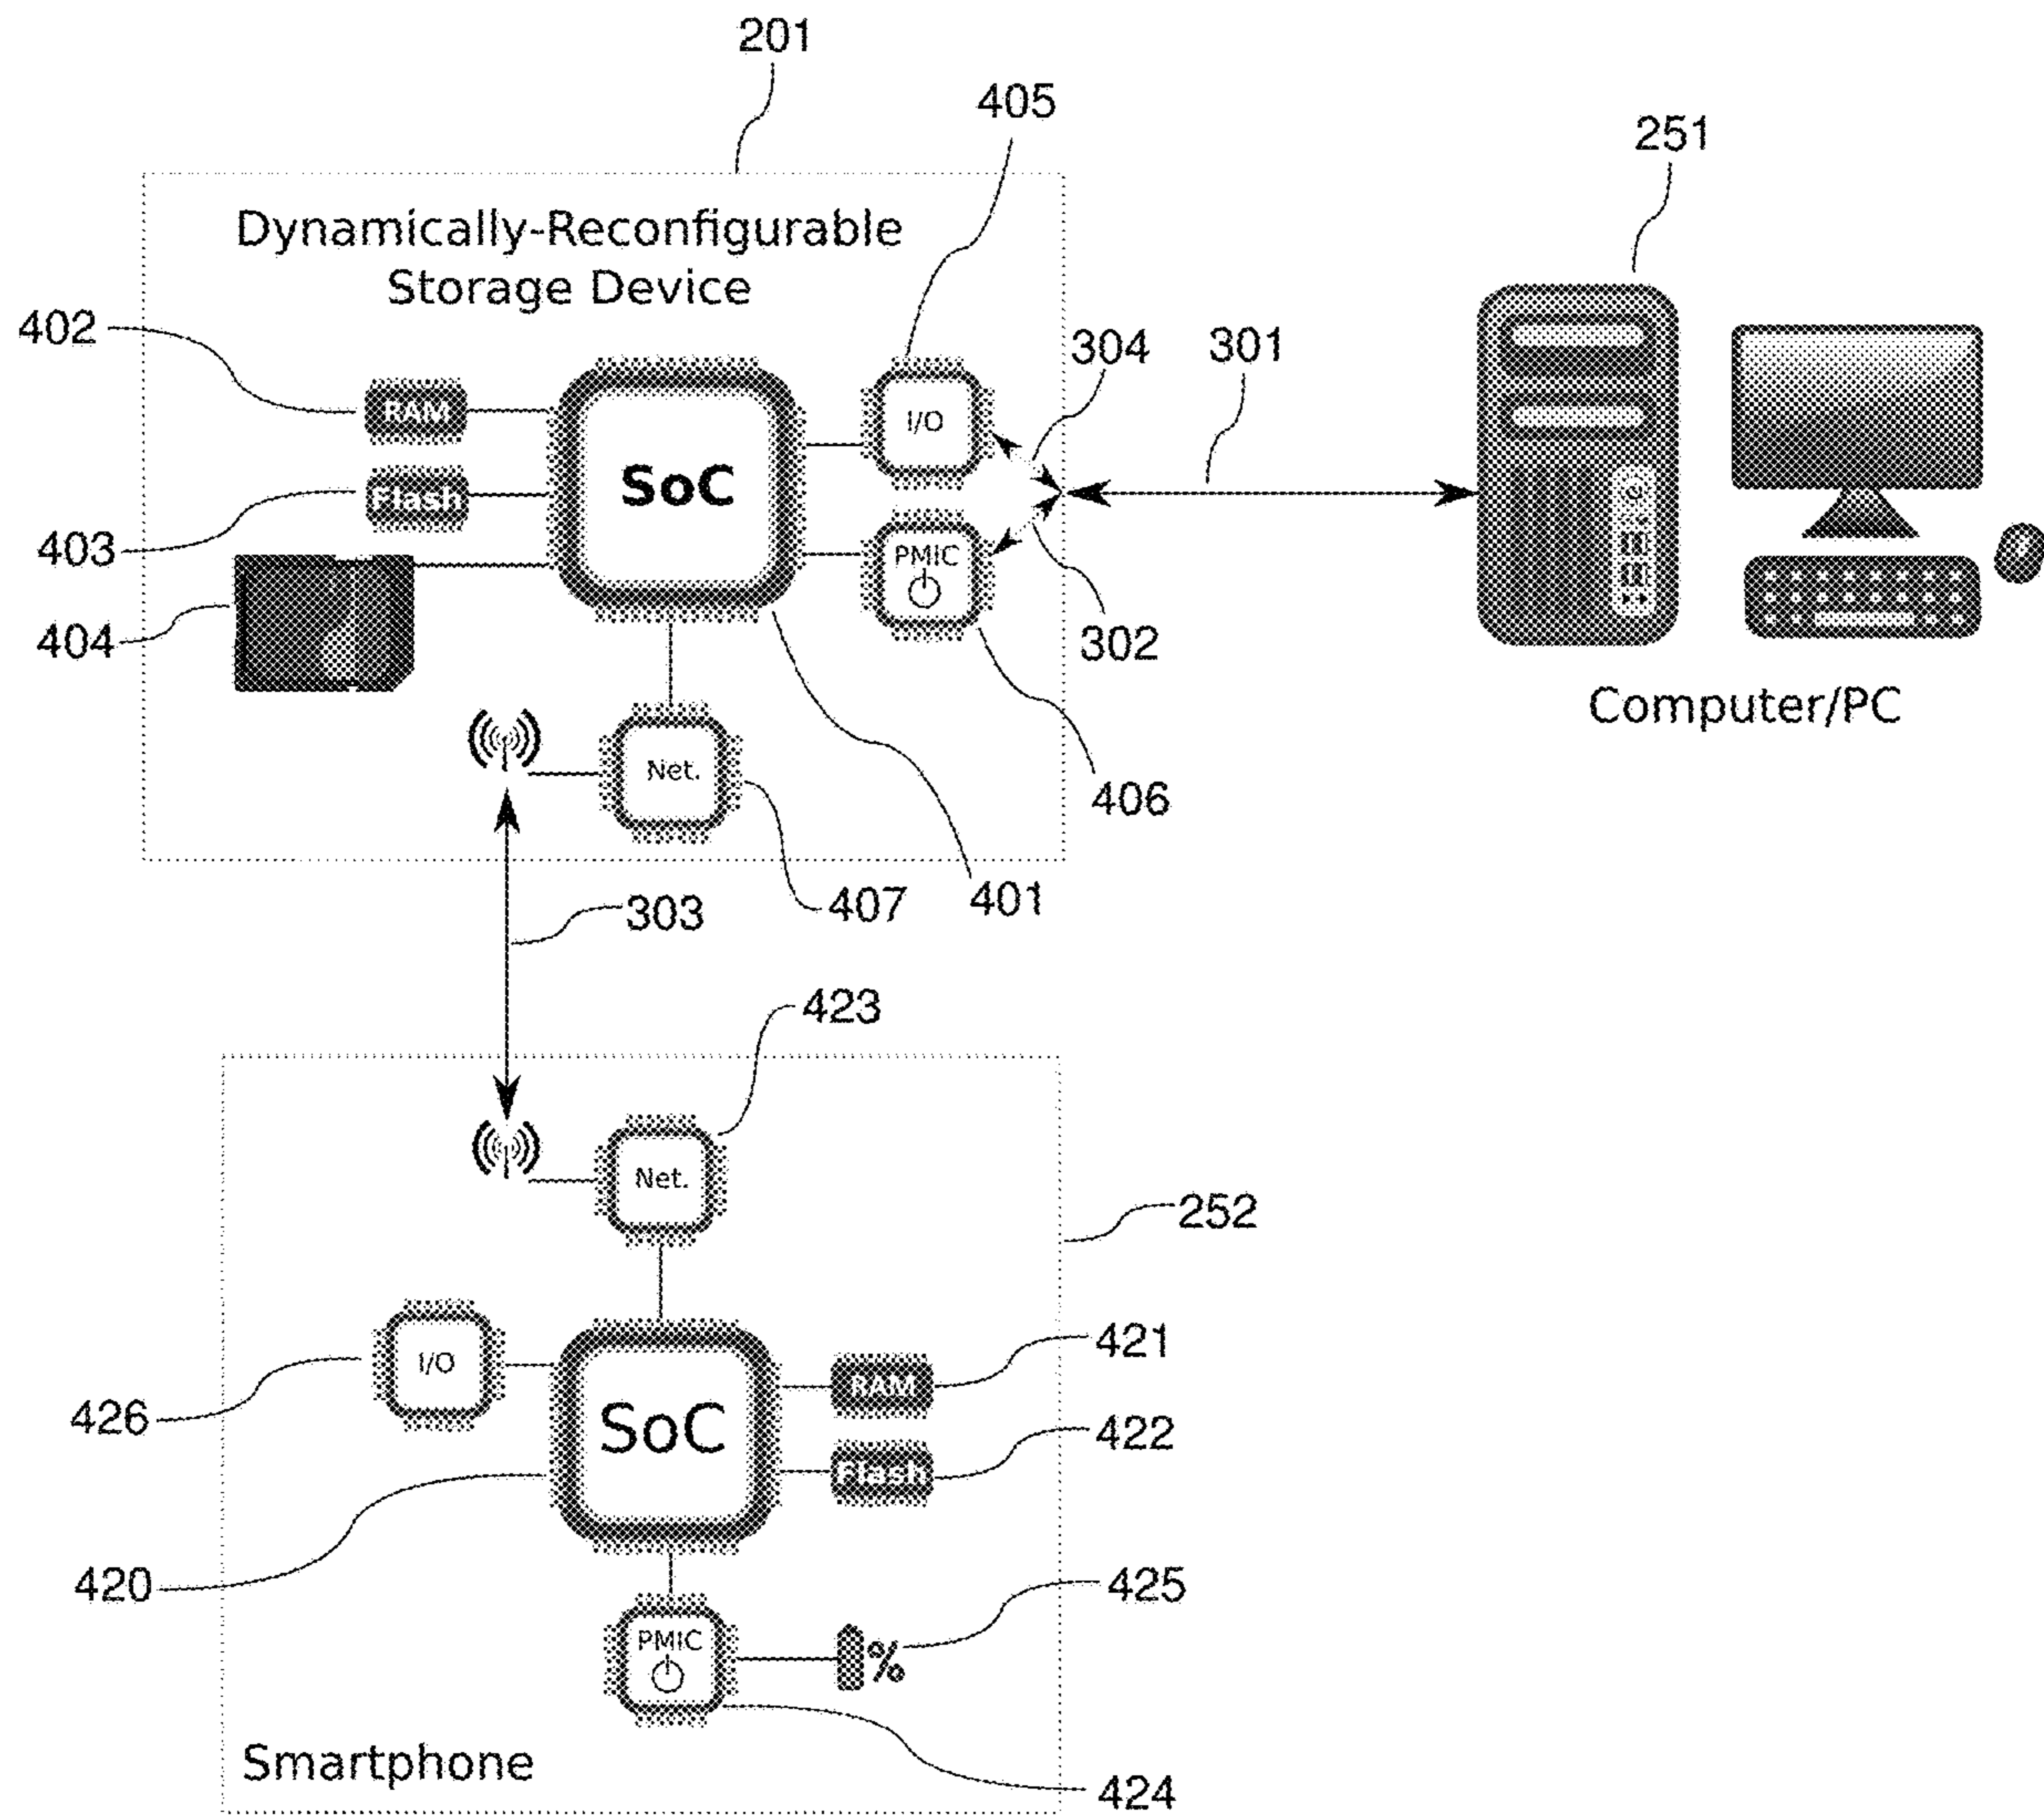 201
405
251
Dynamically-Reconfigurable
Storage Device
402
304
301
RAM
I/O
SoC
Flash
403
PMIC
404
302
Computer/PC
Net.
406
407
401
303
423
Net.
252
I/O
421
RAM
426
SoC
422
Flash
420
425
PMIC
%
Smartphone
424